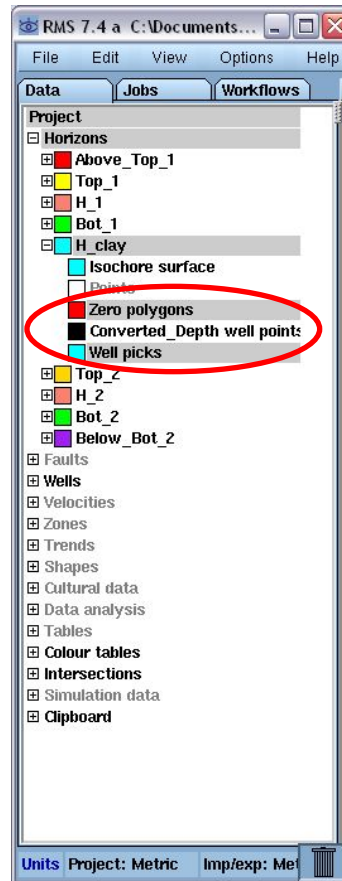 RMS 7.4 a C:\Docum​ents...
File Edit View Options Help
Data Jobs Workflows
Project
Horizons
Above_Top_1
Top_1
H_1
Bot_1
H_clay
Isochore surface
Points
Zero polygons
Converted_Depth well points
Well picks
Top_2
H_2
Bot_2
Below_Bot_2
Faults
Wells
Velocities
Zones
Trends
Shapes
Cultural data
Data analysis
Tables
Colour tables
Intersections
Simulation data
Clipboard
Units Project: Metric Imp/exp: Met